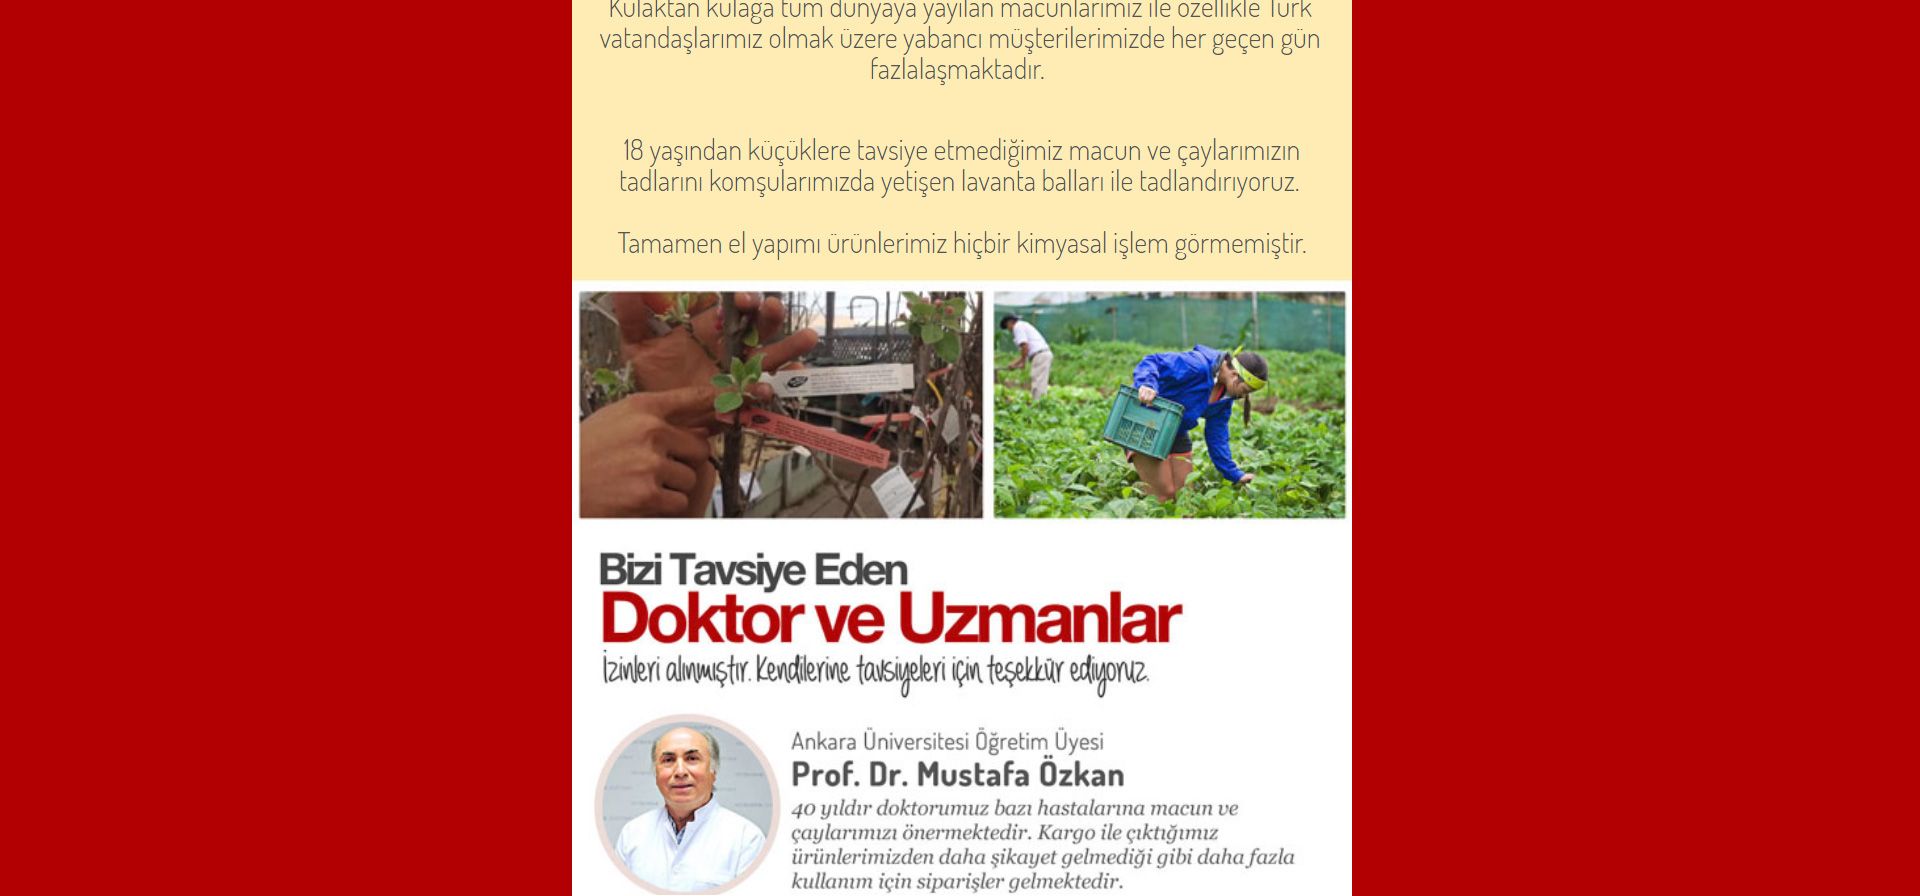 Kulaktan kulağa tüm dünyaya yayılan macunlarımız ile özellikle Türk
vatandaşlarımız olmak üzere yabancı müşterilerimizde her geçen gün
fazlalaşmaktadır.
18 yaşından küçüklere tavsiye etmediğimiz macun ve çaylarımızın
tadlarını komşularımızda yetişen lavanta balları ile tadlandırıyoruz.
Tamamen el yapımı ürünlerimiz hiçbir kimyasal işlem görmemiştir.
Bizi Tavsiye Eden
Doktor ve Uzmanlar
İzinleri alınmıştır. Kendilerine tavsiyeleri için teşekkür ediyoruz.
Ankara Üniversitesi Öğretim Üyesi
Prof. Dr. Mustafa Özkan
40 yıldır doktorumuz bazı hastalarına macun ve
çaylarımızı önermektedir. Kargo ile çıktığımız
ürünlerimizden daha şikayet gelmediği gibi daha fazla
kullanım için siparişler gelmektedir.